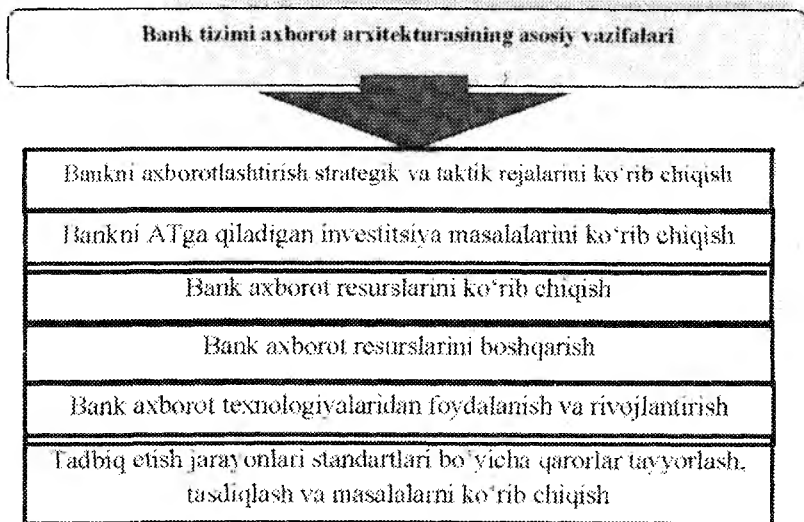 Bank tizimi axborot arxitekturasining asosiy vazifalari
Bankni axborotlashtirish strategik va taktik rejalarini ko‘rib chiqish
Bankni ATga qiladigan investitsiya masalalarini ko‘rib chiqish
Bank axborot resurslarini ko‘rib chiqish
Bank axborot resurslarini boshqarish
Bank axborot texnologiyalaridan foydalanish va rivojlantirish
Tadbiq etish jarayonlari standartlari bo‘yicha qarorlar tayyorlash,
tasdiqlash va masalalarni ko‘rib chiqish